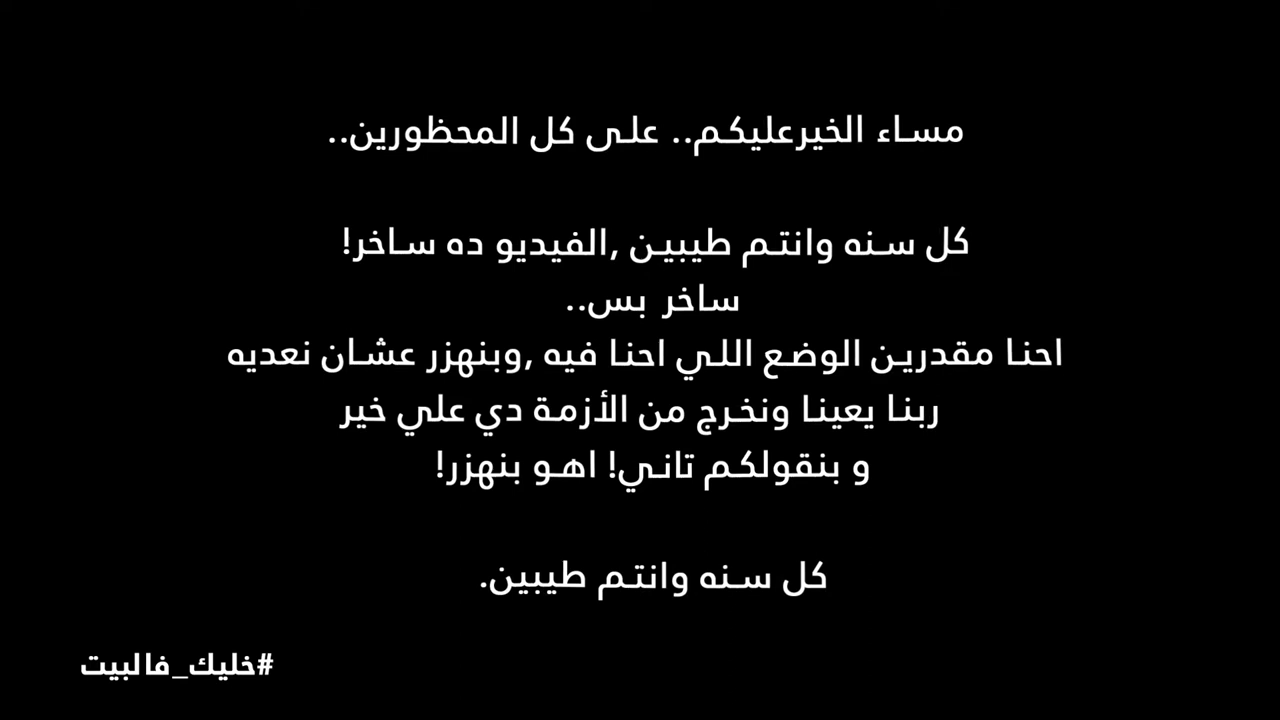 مساء الخيرعليكم.. على كل المحظورين..
كل سنه وانتم طيبين ,الفيديو ده ساخر!
ساخر بس..
احنا مقدرين الوضع اللي احنا فيه ,وبنهزر عشان نعديه
ربنا يعينا ونخرج من الأزمة دي علي خير
و بنقولكم تاني! اهو بنهزر!
كل سنه وانتم طيبين.
#خليك_فالبيت